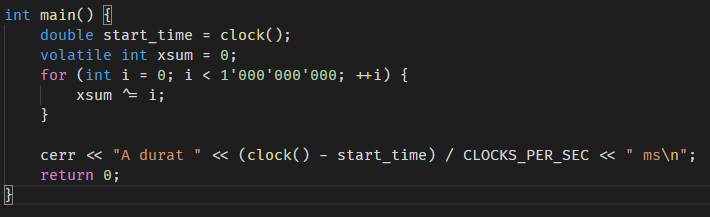 int main() {
    double start_time = clock();
    volatile int xsum = 0;
    for (int i = 0; i < 1'000'000'000; ++i) {
        xsum ^= i;
    }

    cerr << "A durat " << (clock() - start_time) / CLOCKS_PER_SEC << " ms\n";
    return 0;
}